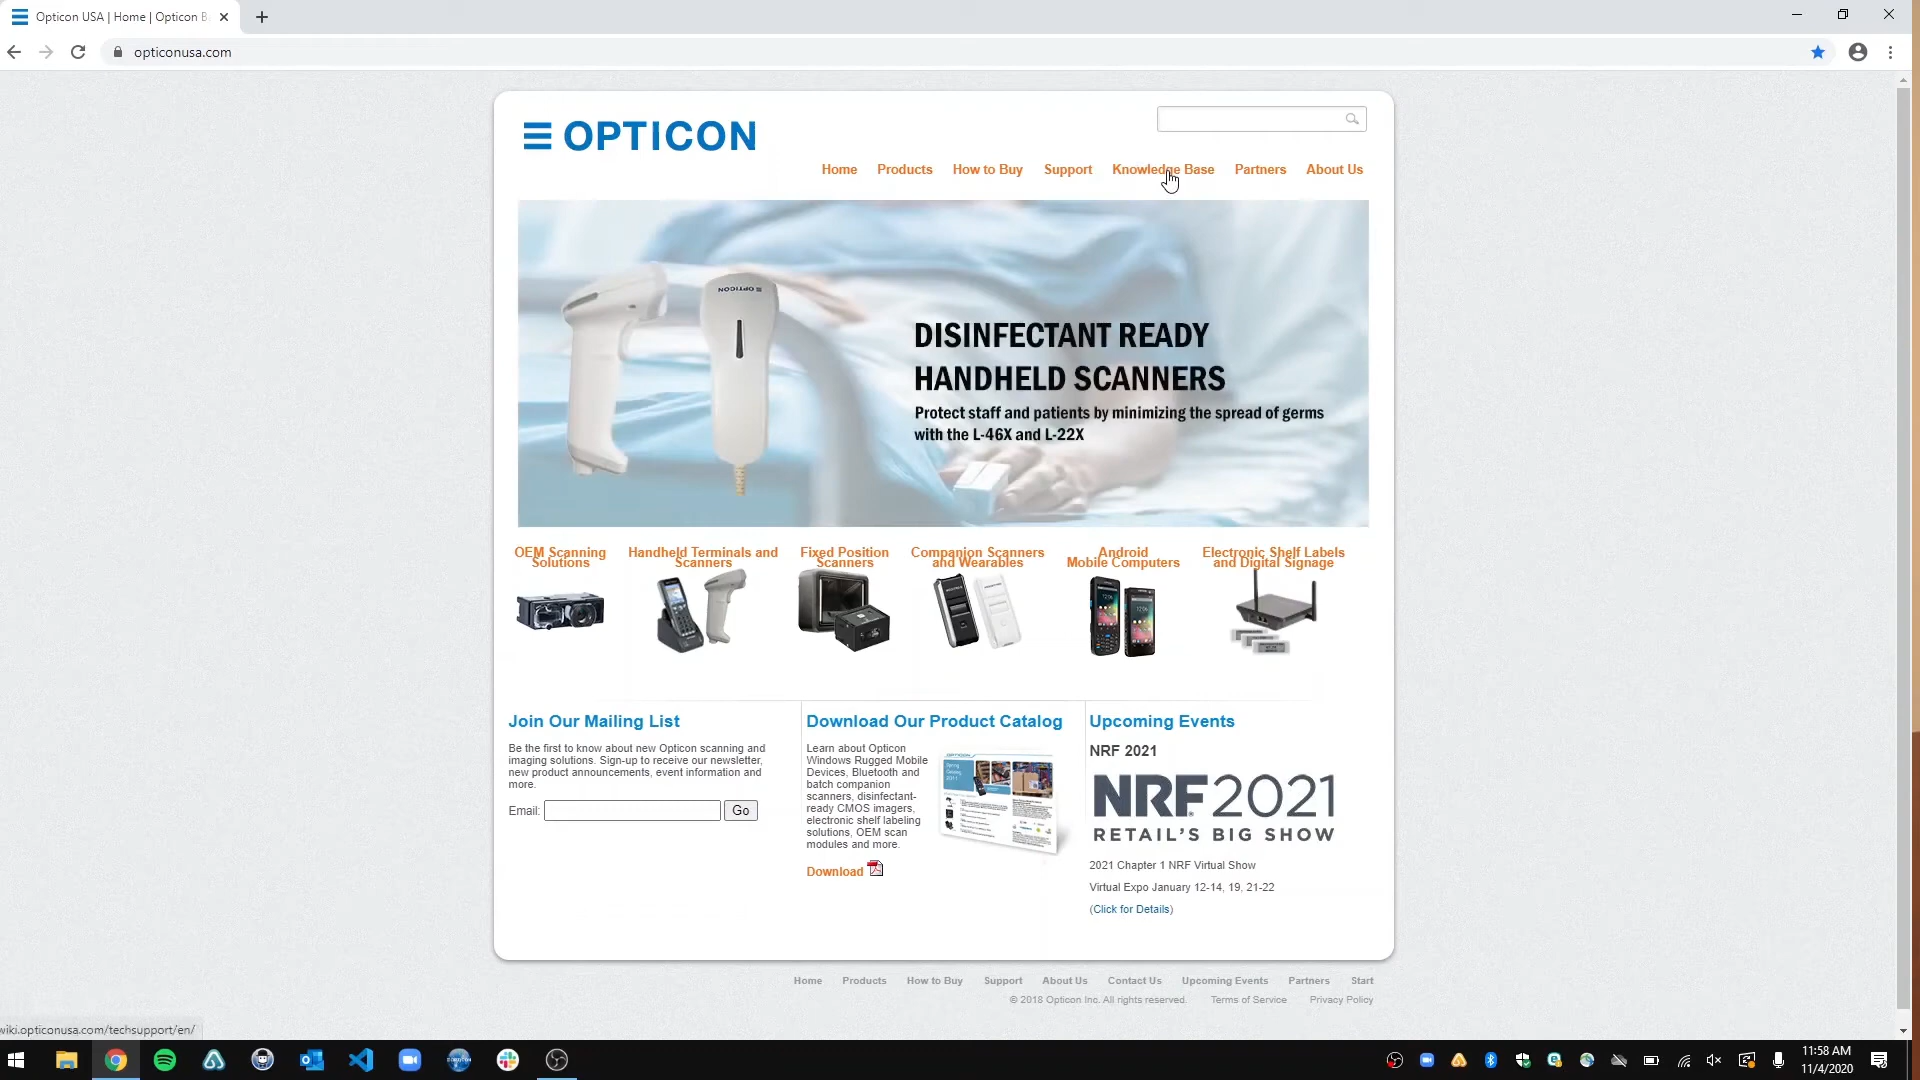 Opticon USA | Home | Opticon B
opticonusa.com
OPTICON
Home Products How to Buy Support Knowledge Base Partners About Us
OPTICON
DISINFECTANT READY
HANDHELD SCANNERS
Protect staff and patients by minimizing the spread of germs
with the L-46X and L-22X
OEM Scanning
Solutions
Handheld Terminals and
Scanners
Fixed Position
Scanners
Companion Scanners
and Wearables
Android
Mobile Computers
Electronic Shelf Labels
and Digital Signage
Join Our Mailing List
Be the first to know about new Opticon scanning and
imaging solutions. Sign-up to receive our newsletter,
new product announcements, event information and
more.
Email: Go
Download Our Product Catalog
Learn about Opticon
Windows Rugged Mobile
Devices, Bluetooth and
batch companion
scanners, disinfectant-
ready CMOS imagers,
electronic shelf labeling
solutions, OEM scan
modules and more.
Download
Upcoming Events
NRF 2021
NRF 2021
RETAIL'S BIG SHOW
2021 Chapter 1 NRF Virtual Show
Virtual Expo January 12-14, 19, 21-22
(Click for Details)
Home Products How to Buy Support About Us Contact Us Upcoming Events Partners Start
© 2018 Opticon Inc. All rights reserved. Terms of Service Privacy Policy
wiki.opticonusa.com/techsupport/en/
11:58 AM
11/4/2020